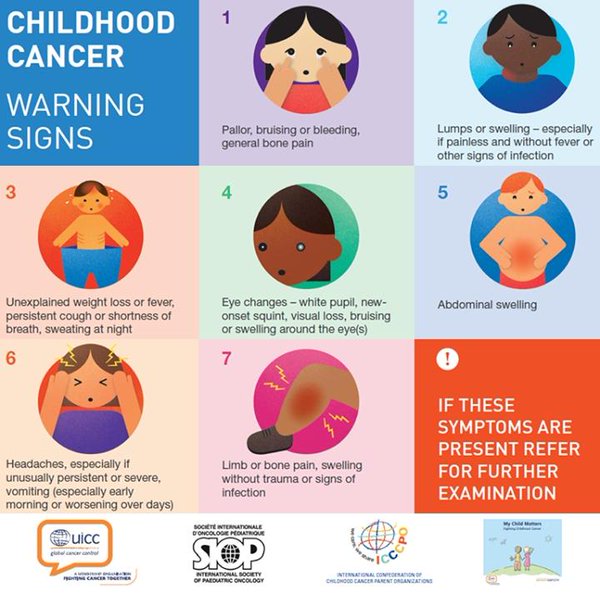 CHILDHOOD
CANCER
WARNING
SIGNS
1
Pallor, bruising or bleeding,
general bone pain
2
Lumps or swelling – especially
if painless and without fever or
other signs of infection
3
Unexplained weight loss or fever,
persistent cough or shortness of
breath, sweating at night
4
Eye changes – white pupil, new-
onset squint, visual loss, bruising
or swelling around the eye(s)
5
Abdominal swelling
6
Headaches, especially if
unusually persistent or severe,
vomiting (especially early
morning or worsening over days)
7
Limb or bone pain, swelling
without trauma or signs of
infection
!
IF THESE
SYMPTOMS ARE
PRESENT REFER
FOR FURTHER
EXAMINATION
uicc
global cancer control
A MEMBERSHIP ORGANISATION
FIGHTING CANCER TOGETHER
SOCIÉTÉ INTERNATIONALE
D'ONCOLOGIE PÉDIATRIQUE
SIOP
INTERNATIONAL SOCIETY
OF PAEDIATRIC ONCOLOGY
we care, we share
ICCCPO
INTERNATIONAL CONFEDERATION OF
CHILDHOOD CANCER PARENT ORGANIZATIONS
My Child Matters
Fighting Childhood Cancer